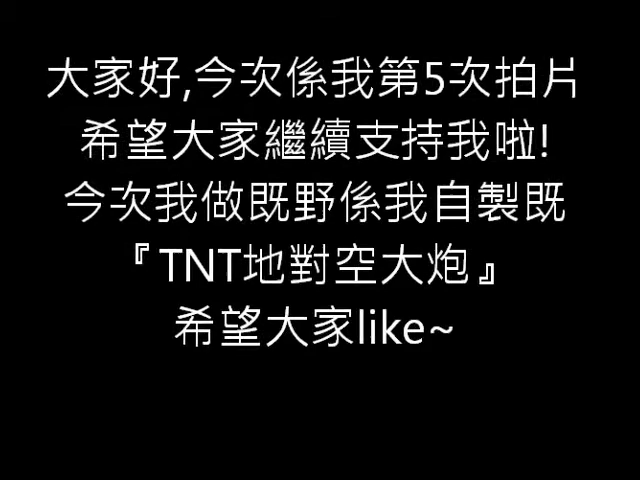 大家好,今次係我第5次拍片
希望大家繼續支持我啦!
今次我做既野係我自製既
『TNT地對空大炮』
希望大家like~